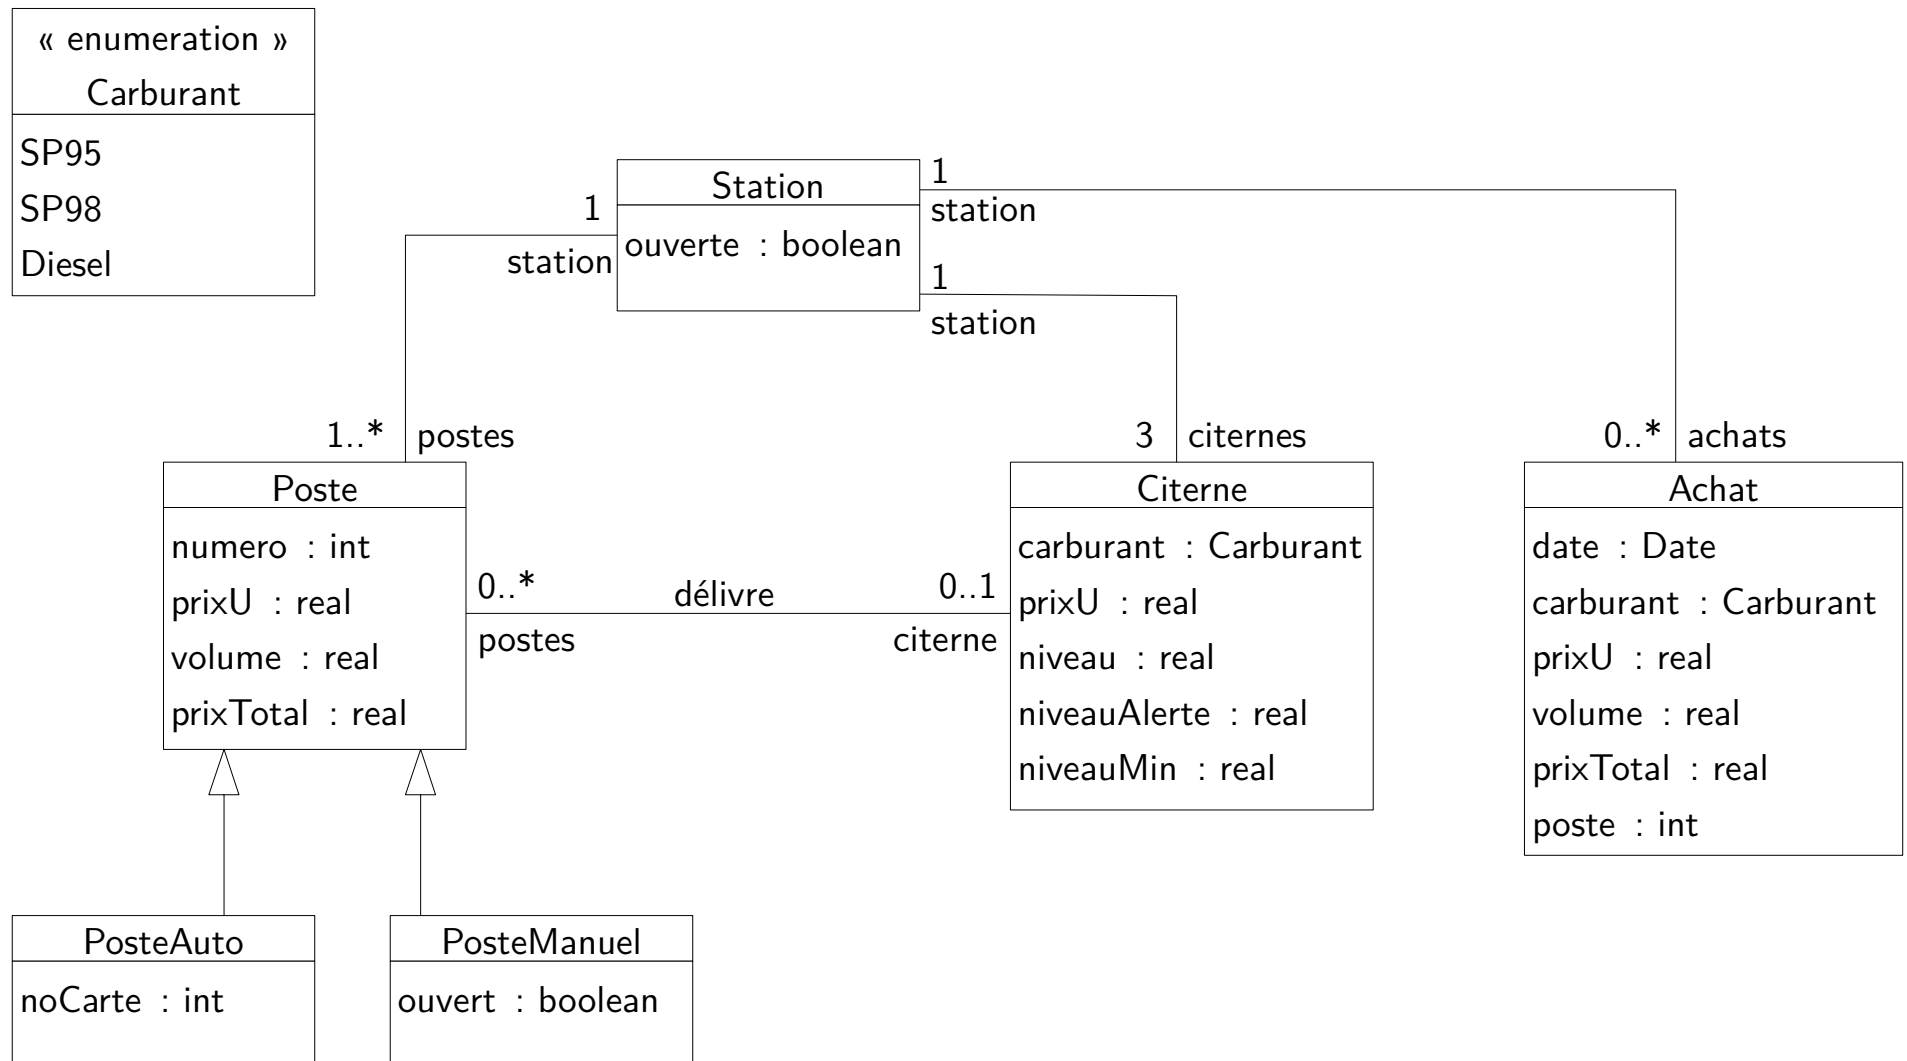 « enumeration »
Carburant
SP95
SP98
Diesel
Station
ouverte : boolean
1
station
1
station
1
station
1..* postes
3 citernes
0..* achats
Poste
numero : int
prixU : real
volume : real
prixTotal : real
0..*
postes
délivre
0..1
citerne
Citerne
carburant : Carburant
prixU : real
niveau : real
niveauAlerte : real
niveauMin : real
Achat
date : Date
carburant : Carburant
prixU : real
volume : real
prixTotal : real
poste : int
PosteAuto
noCarte : int
PosteManuel
ouvert : boolean